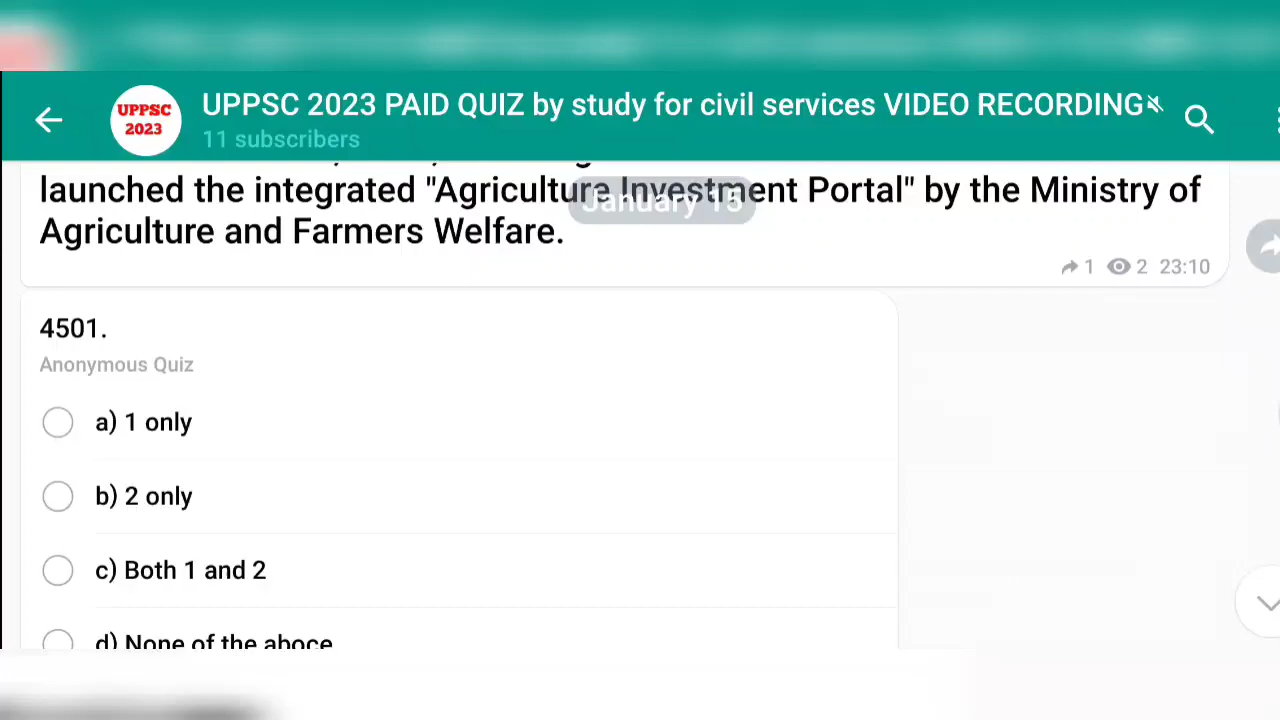 UPPSC
2023
UPPSC 2023 PAID QUIZ by study for civil services VIDEO RECORDING
11 subscribers
launched the integrated "Agriculture Investment Portal" by the Ministry of
January 15
Agriculture and Farmers Welfare.
1 2 23:10
4501.
Anonymous Quiz
a) 1 only
b) 2 only
c) Both 1 and 2
d) None of the aboce